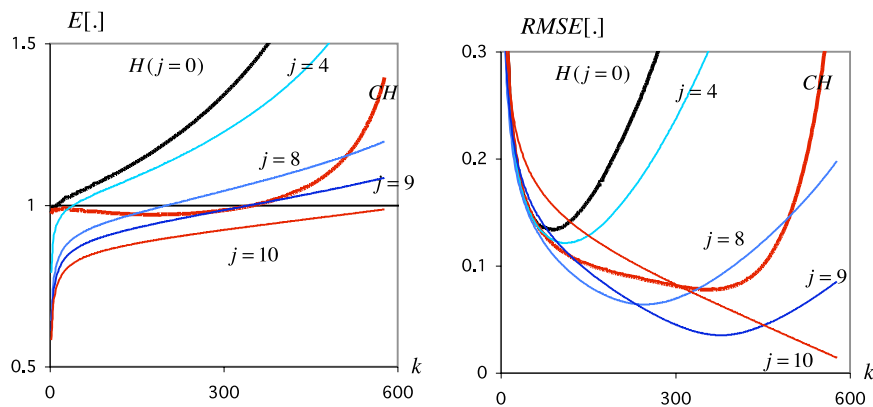 E[.]
1.5
H(j=0)
j=4
CH
j=8
j=9
1
j=10
0.5
k
0
300
600
RMSE[.]
0.3
H(j=0)
j=4
CH
0.2
j=8
0.1
j=9
j=10
0
k
0
300
600